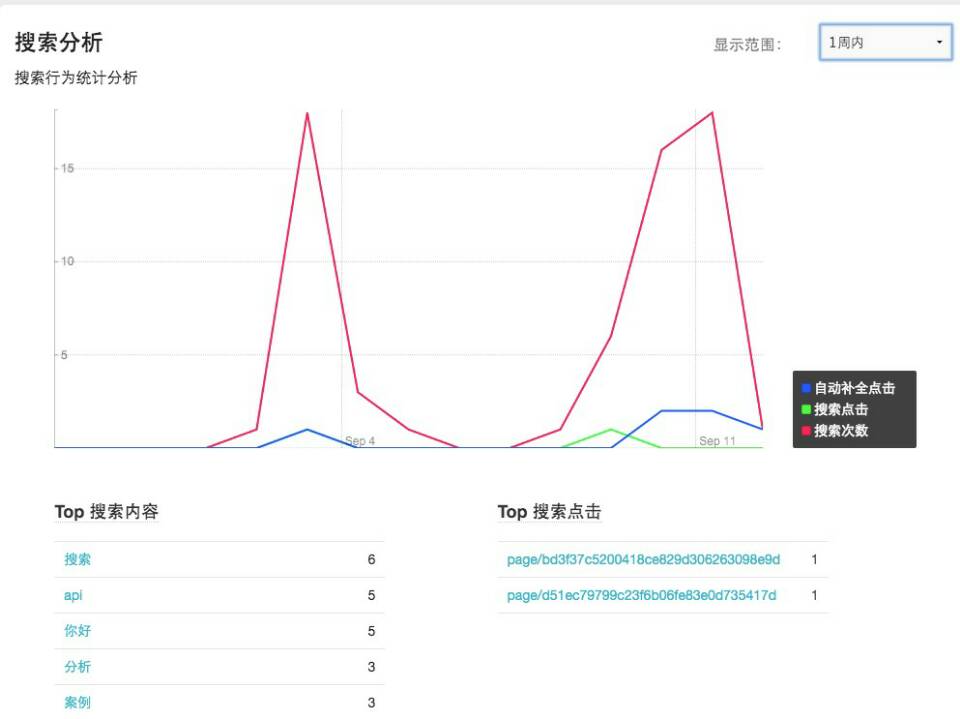 搜索分析
显示范围：
1周内
搜索行为统计分析
15
10
5
Sep 4
Sep 11
自动补全点击
搜索点击
搜索次数
Top 搜索内容
搜索 6
api 5
你好 5
分析 3
案例 3
Top 搜索点击
page/bd3f37c5200418ce829d306263098e9d 1
page/d51ec79799c23f6b06fe83e0d735417d 1